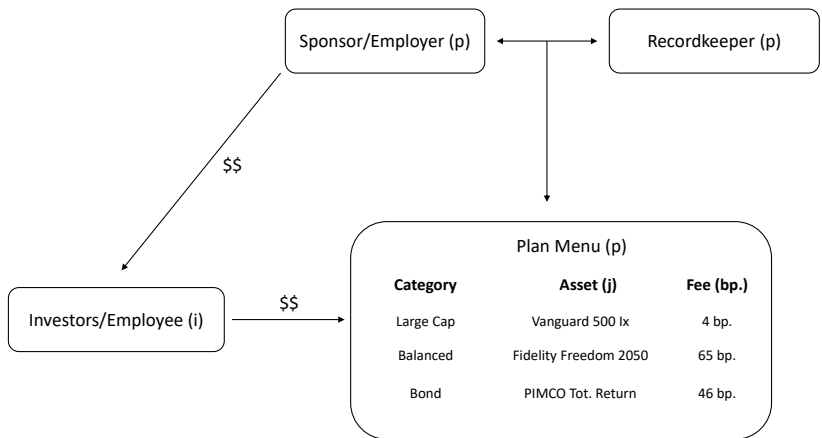 Sponsor/Employer (p)
Recordkeeper (p)
$$
Plan Menu (p)
Category Asset (j) Fee (bp.)
Investors/Employee (i)
$$
Large Cap Vanguard 500 Ix 4 bp.
Balanced Fidelity Freedom 2050 65 bp.
Bond PIMCO Tot. Return 46 bp.